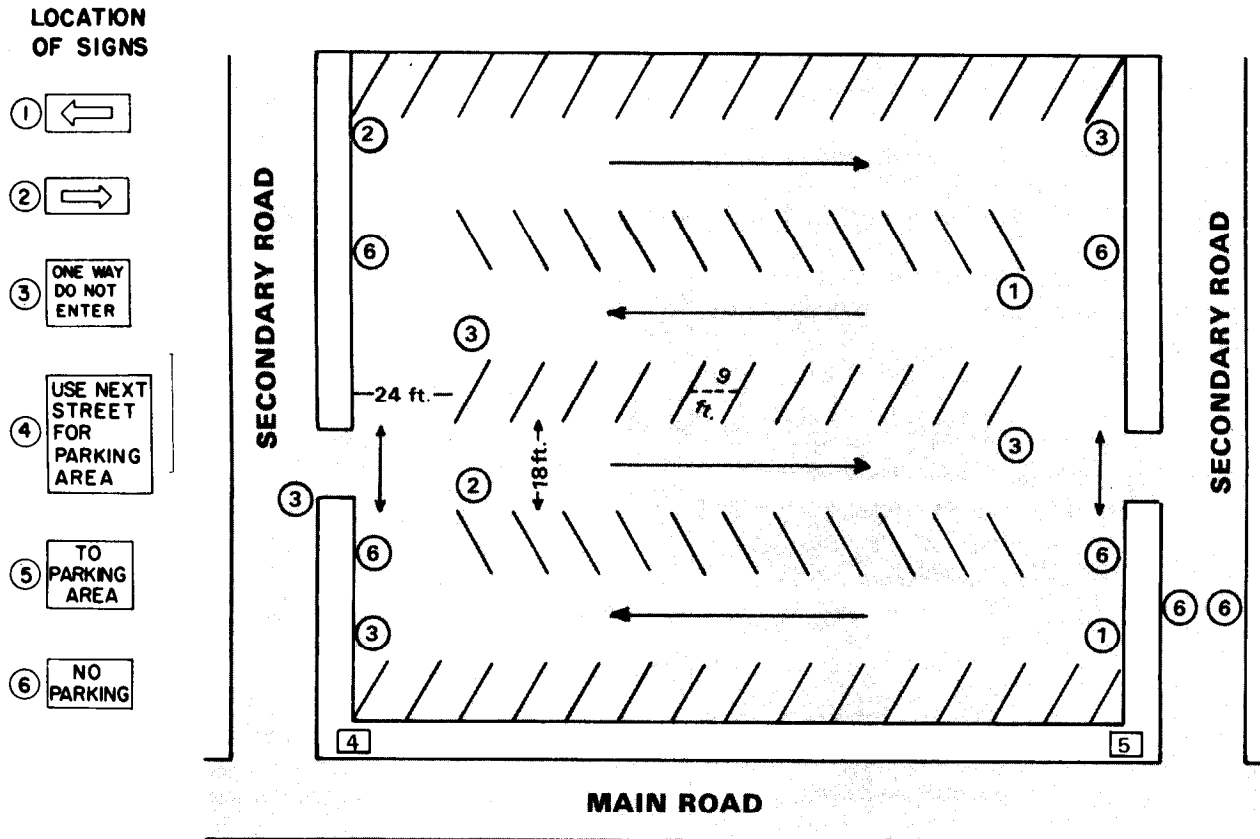 LOCATION
OF SIGNS
1
2
3
ONE WAY
DO NOT
ENTER
4
USE NEXT
STREET
FOR
PARKING
AREA
5
TO
PARKING
AREA
6
NO
PARKING
SECONDARY ROAD
2
3
6
6
1
3
24 ft.
9
ft.
3
18 ft.
2
3
6
6
3
1
6
6
4
5
SECONDARY ROAD
MAIN ROAD